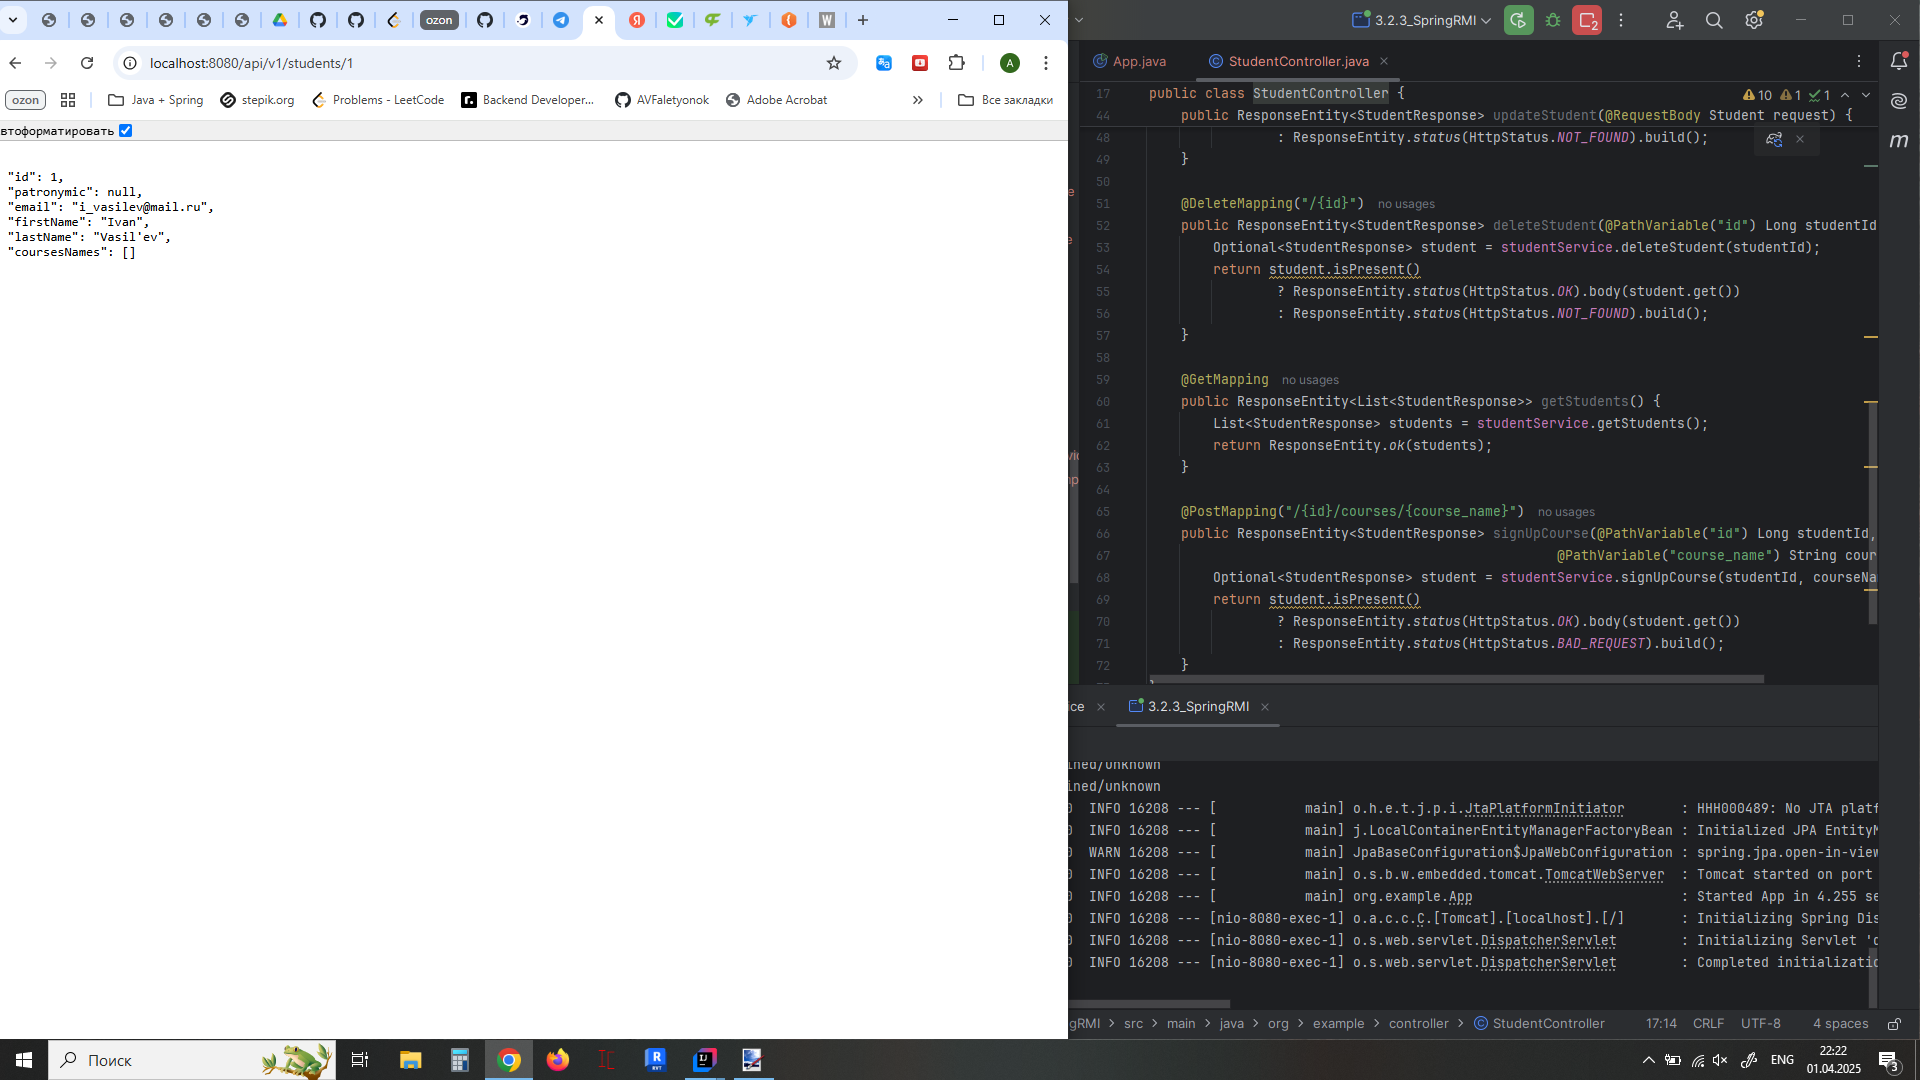 ozon
localhost:8080/api/v1/students/1
ozon
Java + Spring
stepik.org
Problems - LeetCode
Backend Developer...
AVFaletyonok
Adobe Acrobat
»
Все закладки
втоформатировать
"id": 1,
"patronymic": null,
"email": "i_vasilev@mail.ru",
"firstName": "Ivan",
"lastName": "Vasil'ev",
"coursesNames": []
3.2.3_SpringRMI
2
App.java
StudentController.java
10 1 1
17 public class StudentController {
44 public ResponseEntity<StudentResponse> updateStudent(@RequestBody Student request) {
48 : ResponseEntity.status(HttpStatus.NOT_FOUND).build();
49 }
50
51 @DeleteMapping("/{id}") no usages
52 public ResponseEntity<StudentResponse> deleteStudent(@PathVariable("id") Long studentId
53 Optional<StudentResponse> student = studentService.deleteStudent(studentId);
54 return student.isPresent()
55 ? ResponseEntity.status(HttpStatus.OK).body(student.get())
56 : ResponseEntity.status(HttpStatus.NOT_FOUND).build();
57 }
58
59 @GetMapping no usages
60 public ResponseEntity<List<StudentResponse>> getStudents() {
61 List<StudentResponse> students = studentService.getStudents();
62 return ResponseEntity.ok(students);
63 }
64
65 @PostMapping("/{id}/courses/{course_name}") no usages
66 public ResponseEntity<StudentResponse> signUpCourse(@PathVariable("id") Long studentId,
67 @PathVariable("course_name") String cour
68 Optional<StudentResponse> student = studentService.signUpCourse(studentId, courseNa
69 return student.isPresent()
70 ? ResponseEntity.status(HttpStatus.OK).body(student.get())
71 : ResponseEntity.status(HttpStatus.BAD_REQUEST).build();
72 }
ice
3.2.3_SpringRMI
ined/unknown
ined/unknown
INFO 16208 --- [ main] o.h.e.t.j.p.i.JtaPlatformInitiator : HHH000489: No JTA platf
INFO 16208 --- [ main] j.LocalContainerEntityManagerFactoryBean : Initialized JPA EntityM
WARN 16208 --- [ main] JpaBaseConfiguration$JpaWebConfiguration : spring.jpa.open-in-view
INFO 16208 --- [ main] o.s.b.w.embedded.tomcat.TomcatWebServer : Tomcat started on port
INFO 16208 --- [ main] org.example.App : Started App in 4.255 se
INFO 16208 --- [nio-8080-exec-1] o.a.c.c.C.[Tomcat].[localhost].[/] : Initializing Spring Dis
INFO 16208 --- [nio-8080-exec-1] o.s.web.servlet.DispatcherServlet : Initializing Servlet 'd
INFO 16208 --- [nio-8080-exec-1] o.s.web.servlet.DispatcherServlet : Completed initializatio
gRMI > src > main > java > org > example > controller > StudentController
17:14 CRLF UTF-8 4 spaces
Поиск
ENG
22:22
01.04.2025
3